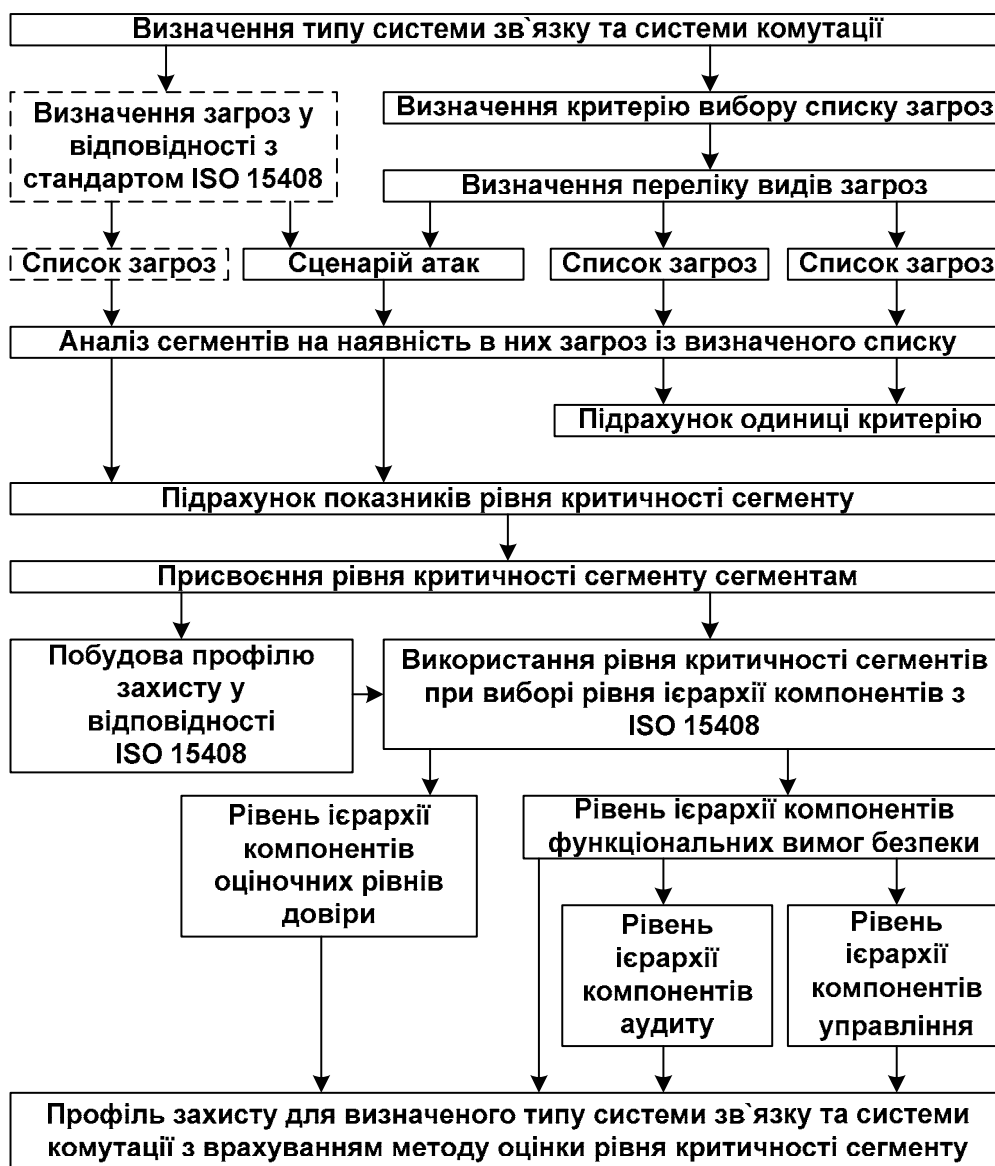 Визначення типу системи зв`язку та системи комутації
Визначення загроз у
відповідності з
стандартом ISO 15408
Визначення критерію вибору списку загроз
Визначення переліку видів загроз
Список загроз
Сценарій атак
Список загроз
Список загроз
Аналіз сегментів на наявність в них загроз із визначеного списку
Підрахунок одиниці критерію
Підрахунок показників рівня критичності сегменту
Присвоєння рівня критичності сегменту сегментам
Побудова профілю
захисту у
відповідності
ISO 15408
Використання рівня критичності сегментів
при виборі рівня ієрархії компонентів з
ISO 15408
Рівень ієрархії
компонентів
оціночних рівнів
довіри
Рівень ієрархії компонентів
функціональних вимог безпеки
Рівень
ієрархії
компонентів
аудиту
Рівень
ієрархії
компонентів
управління
Профіль захисту для визначеного типу системи зв`язку та системи
комутації з врахуванням методу оцінки рівня критичності сегменту